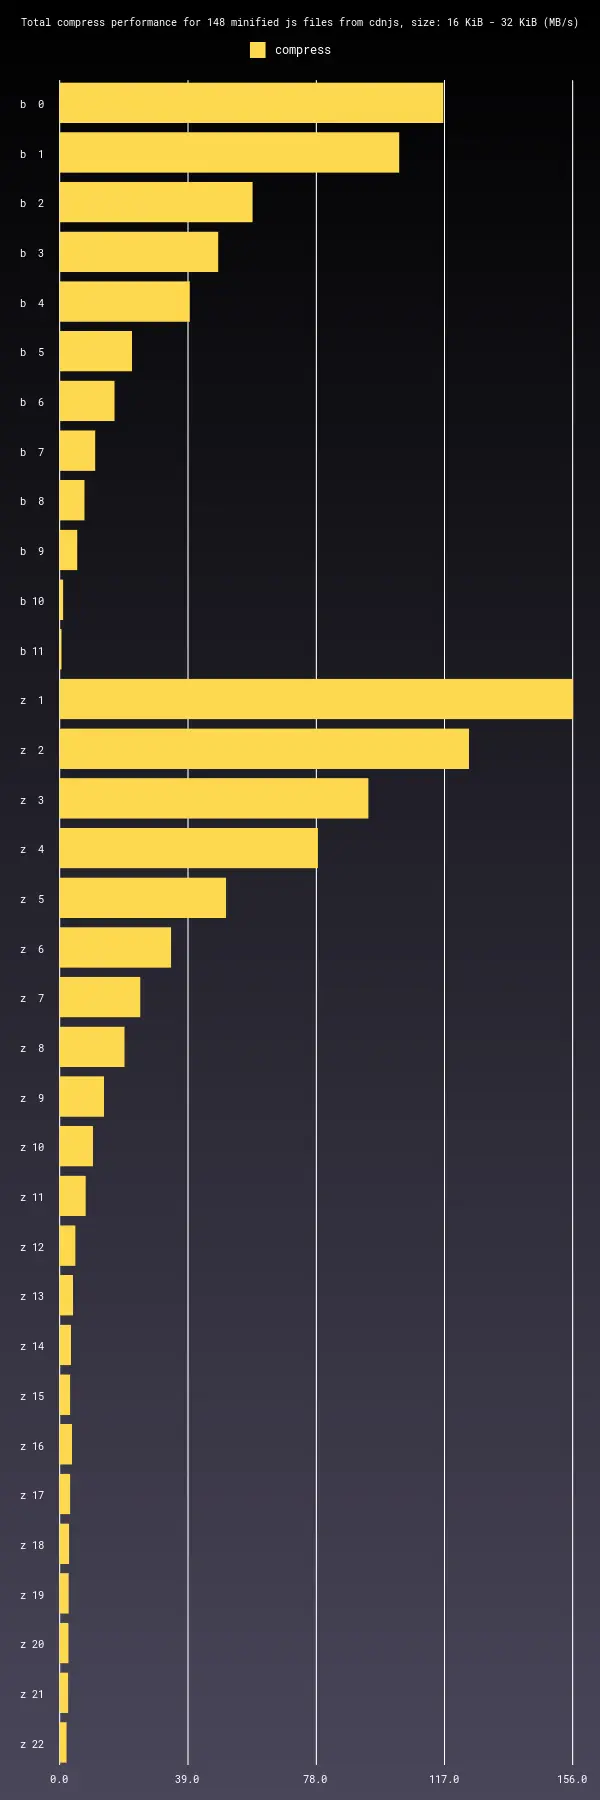 Total compress performance for 148 minified js files from cdnjs, size: 16 KiB - 32 KiB (MB/s)
compress
b  0
b  1
b  2
b  3
b  4
b  5
b  6
b  7
b  8
b  9
b 10
b 11
z  1
z  2
z  3
z  4
z  5
z  6
z  7
z  8
z  9
z 10
z 11
z 12
z 13
z 14
z 15
z 16
z 17
z 18
z 19
z 20
z 21
z 22
0.0 39.0 78.0 117.0 156.0